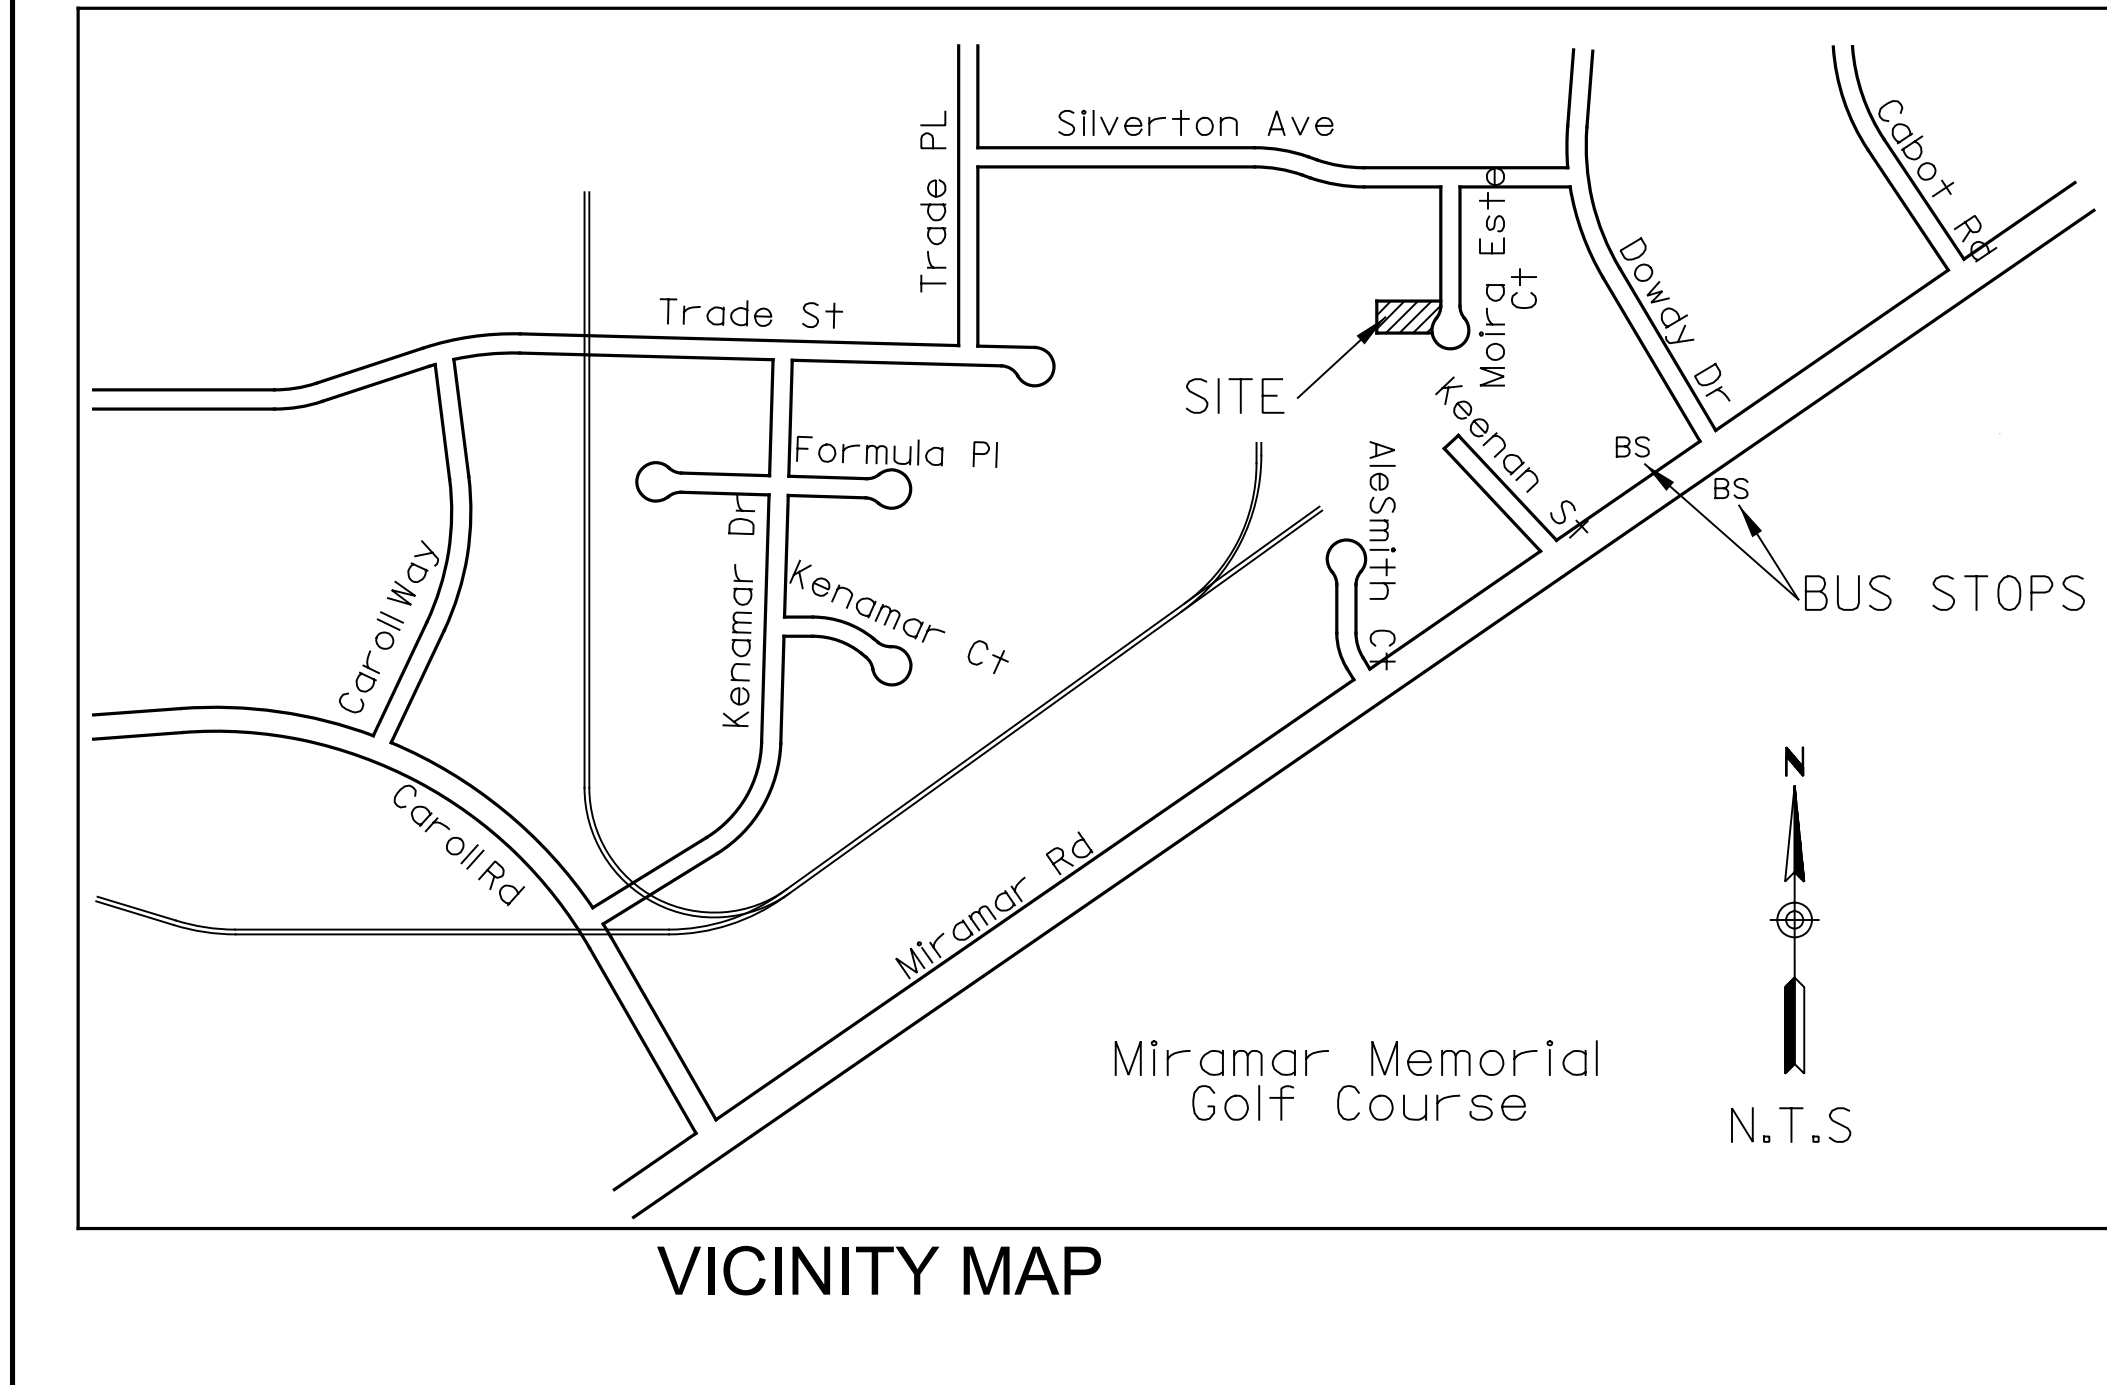 Silverton Ave
Trade PL
Cabot Rd
Moira Este
Ct
Dowdy Dr
Trade St
SITE
Keenan St
Formula Pl
AleSmith Ct
BS
BS
Kenamar Dr
Kenamar Ct
Caroll Way
BUS STOPS
Caroll Rd
Miramar Rd
N
Miramar Memorial
Golf Course
N.T.S
VICINITY MAP